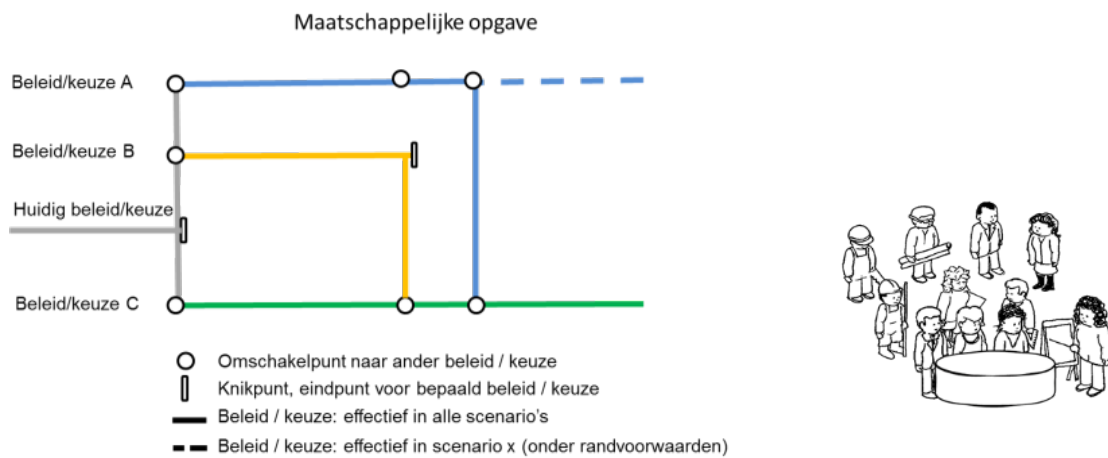 Maatschappelijke opgave
Beleid/keuze A
Beleid/keuze B
Huidig beleid/keuze
Beleid/keuze C
Omschakelpunt naar ander beleid / keuze
Knikpunt, eindpunt voor bepaald beleid / keuze
Beleid / keuze: effectief in alle scenario's
Beleid / keuze: effectief in scenario x (onder randvoorwaarden)